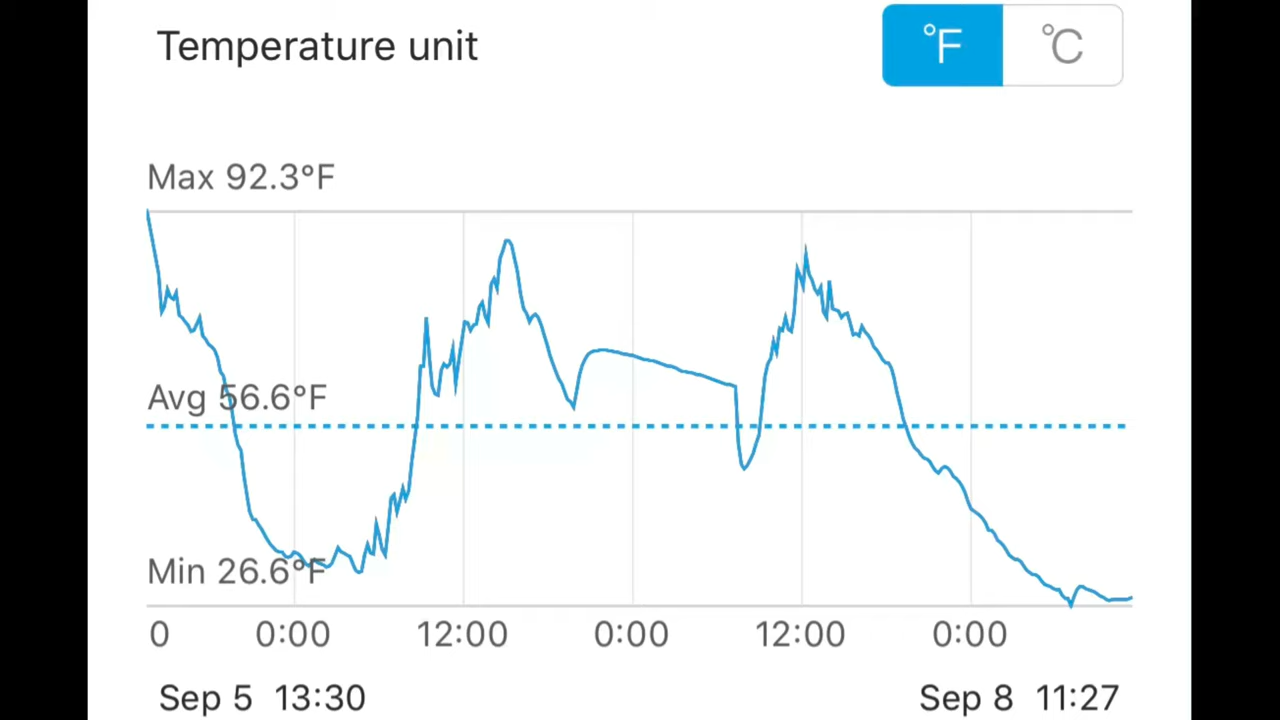 Temperature unit °F °C
Max 92.3°F
Avg 56.6°F
Min 26.6°F
0 0:00 12:00 0:00 12:00 0:00
Sep 5 13:30 Sep 8 11:27